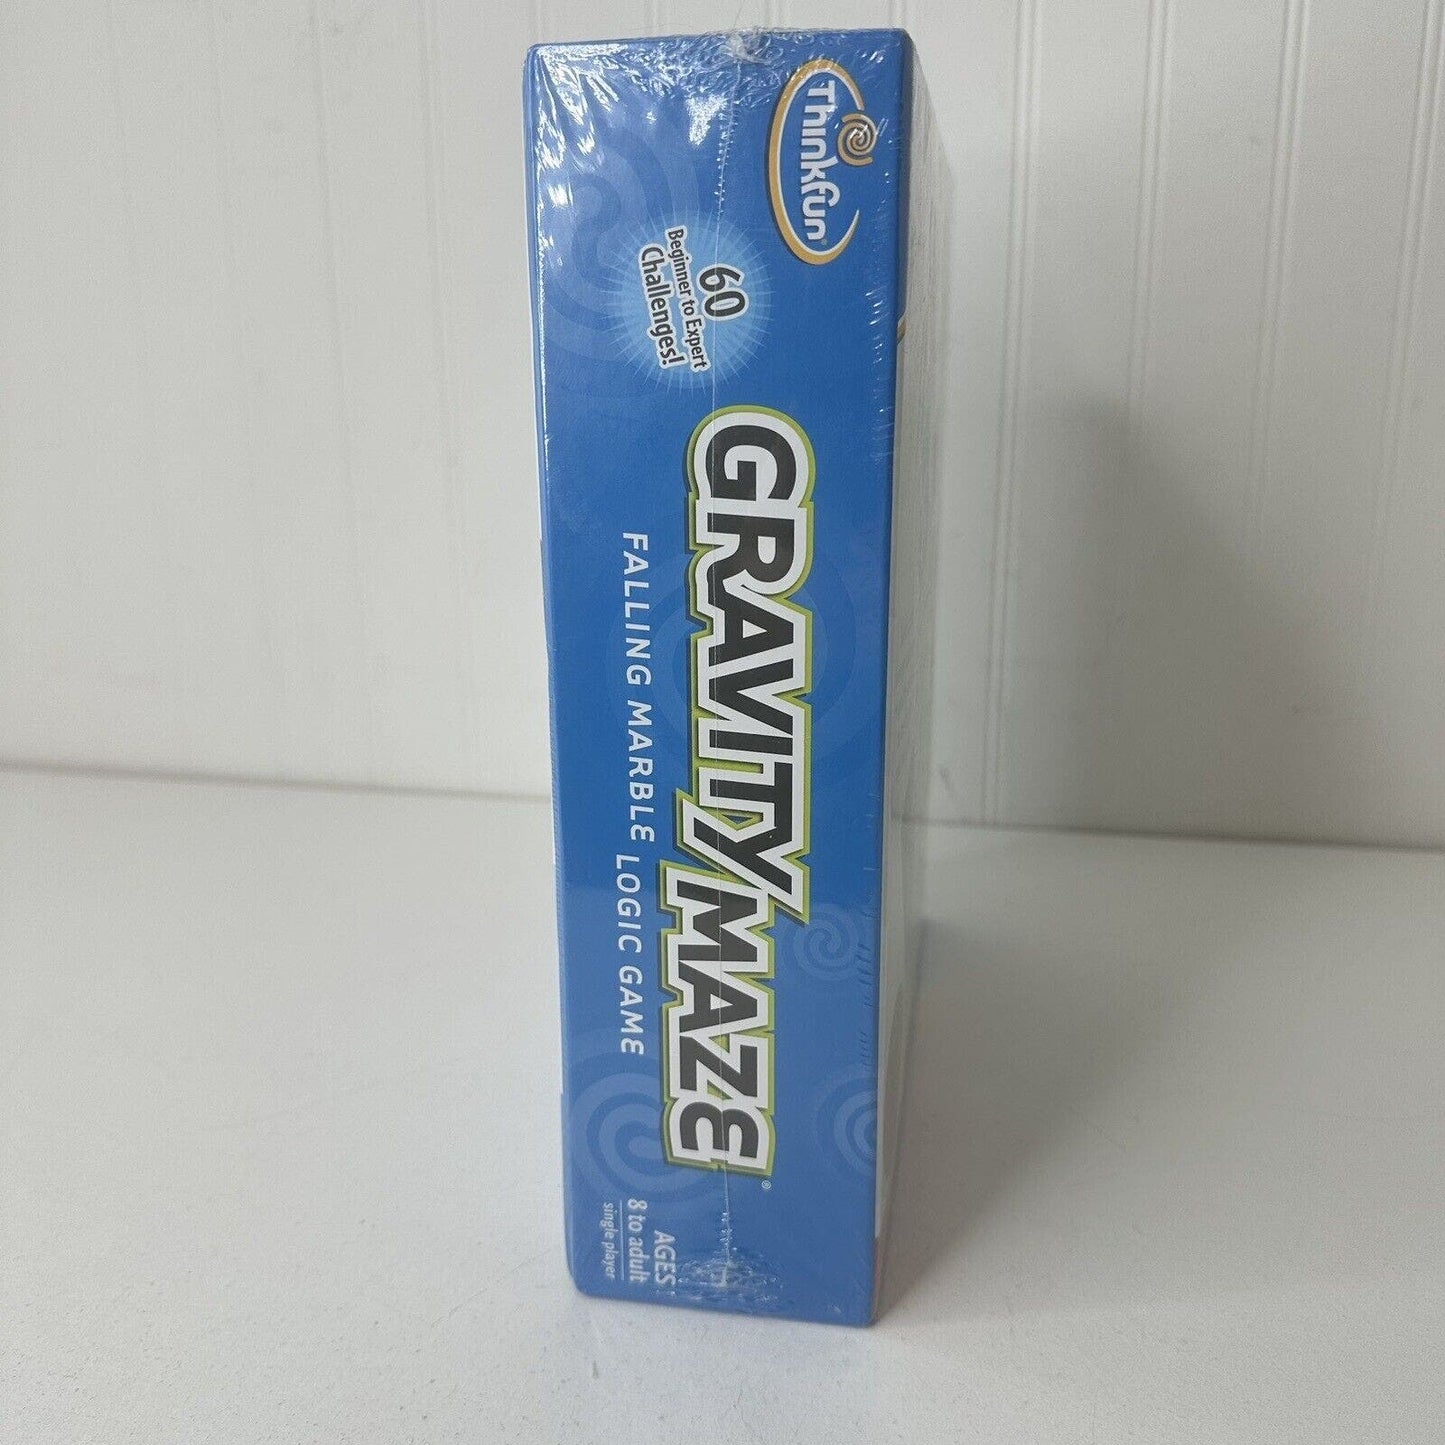 Thinkfun®
60
Beginner to Expert
Challenges!
GRAVITY MAZE®
FALLING MARBLE LOGIC GAME
AGES
8 to adult
single player